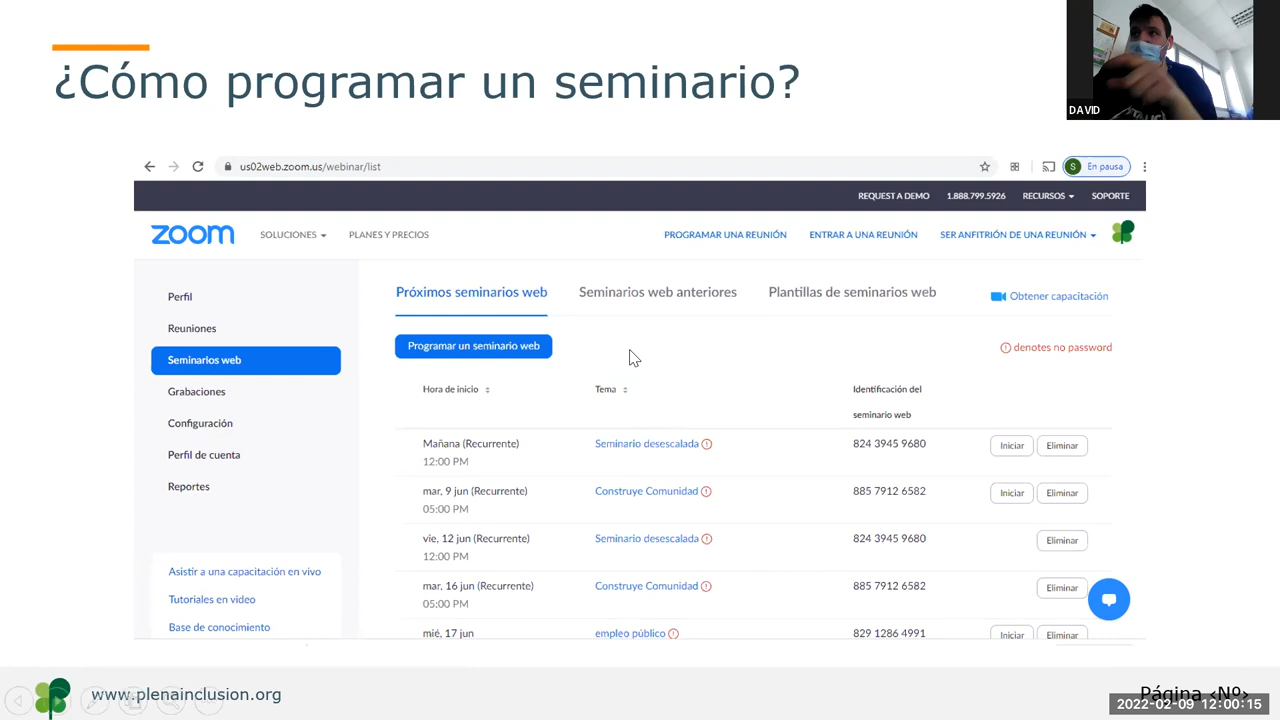 ¿Cómo programar un seminario?
DAVID
us02web.zoom.us/webinar/list
S En pausa
REQUEST A DEMO 1.888.799.5926 RECURSOS SOPORTE
zoom SOLUCIONES PLANES Y PRECIOS PROGRAMAR UNA REUNIÓN ENTRAR A UNA REUNIÓN SER ANFITRIÓN DE UNA REUNIÓN
Perfil
Reuniones
Seminarios web
Grabaciones
Configuración
Perfil de cuenta
Reportes
Asistir a una capacitación en vivo
Tutoriales en video
Base de conocimiento
Próximos seminarios web Seminarios web anteriores Plantillas de seminarios web Obtener capacitación
Programar un seminario web denotes no password
Hora de inicio Tema Identificación del
seminario web
Mañana (Recurrente) Seminario desescalada 824 3945 9680 Iniciar Eliminar
12:00 PM
mar, 9 jun (Recurrente) Construye Comunidad 885 7912 6582 Iniciar Eliminar
05:00 PM
vie, 12 jun (Recurrente) Seminario desescalada 824 3945 9680 Eliminar
12:00 PM
mar, 16 jun (Recurrente) Construye Comunidad 885 7912 6582 Eliminar
05:00 PM
mié, 17 jun empleo público 829 1286 4991 Iniciar Eliminar
www.plenainclusion.org
Página ‹Nº›
2022-02-09 12:00:15